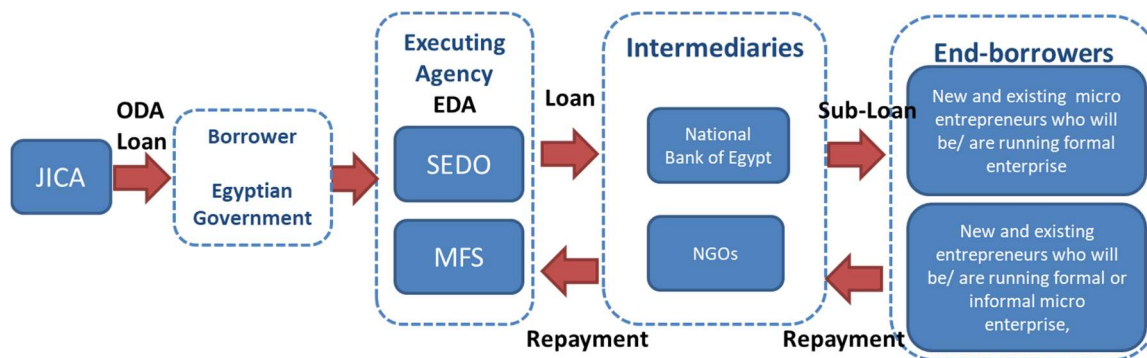 JICA
ODA
Loan
Borrower
Egyptian
Government
Executing
Agency
EDA
SEDO
MFS
Loan
Repayment
Intermediaries
National
Bank of Egypt
NGOs
Sub-Loan
Repayment
End-borrowers
New and existing micro
entrepreneurs who will
be/ are running formal
enterprise
New and existing
entrepreneurs who will
be/ are running formal or
informal micro
enterprise,